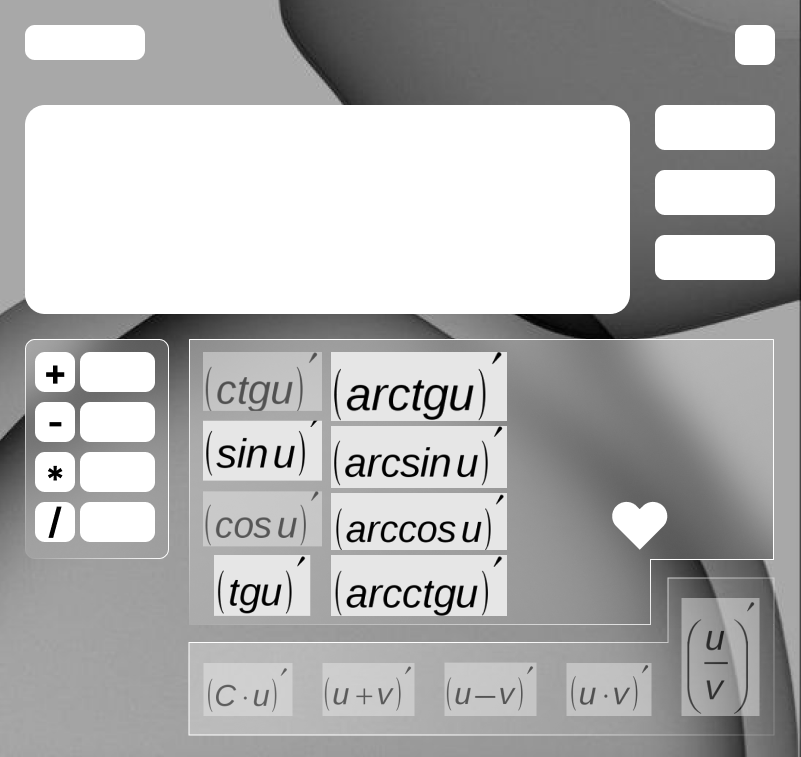 +
-
*
/
(ctgu)′ (arctgu)′
(sin u)′ (arcsin u)′
(cos u)′ (arccos u)′
(tgu)′ (arcctgu)′
(C·u)′ (u+v)′ (u−v)′ (u·v)′ (u/v)′